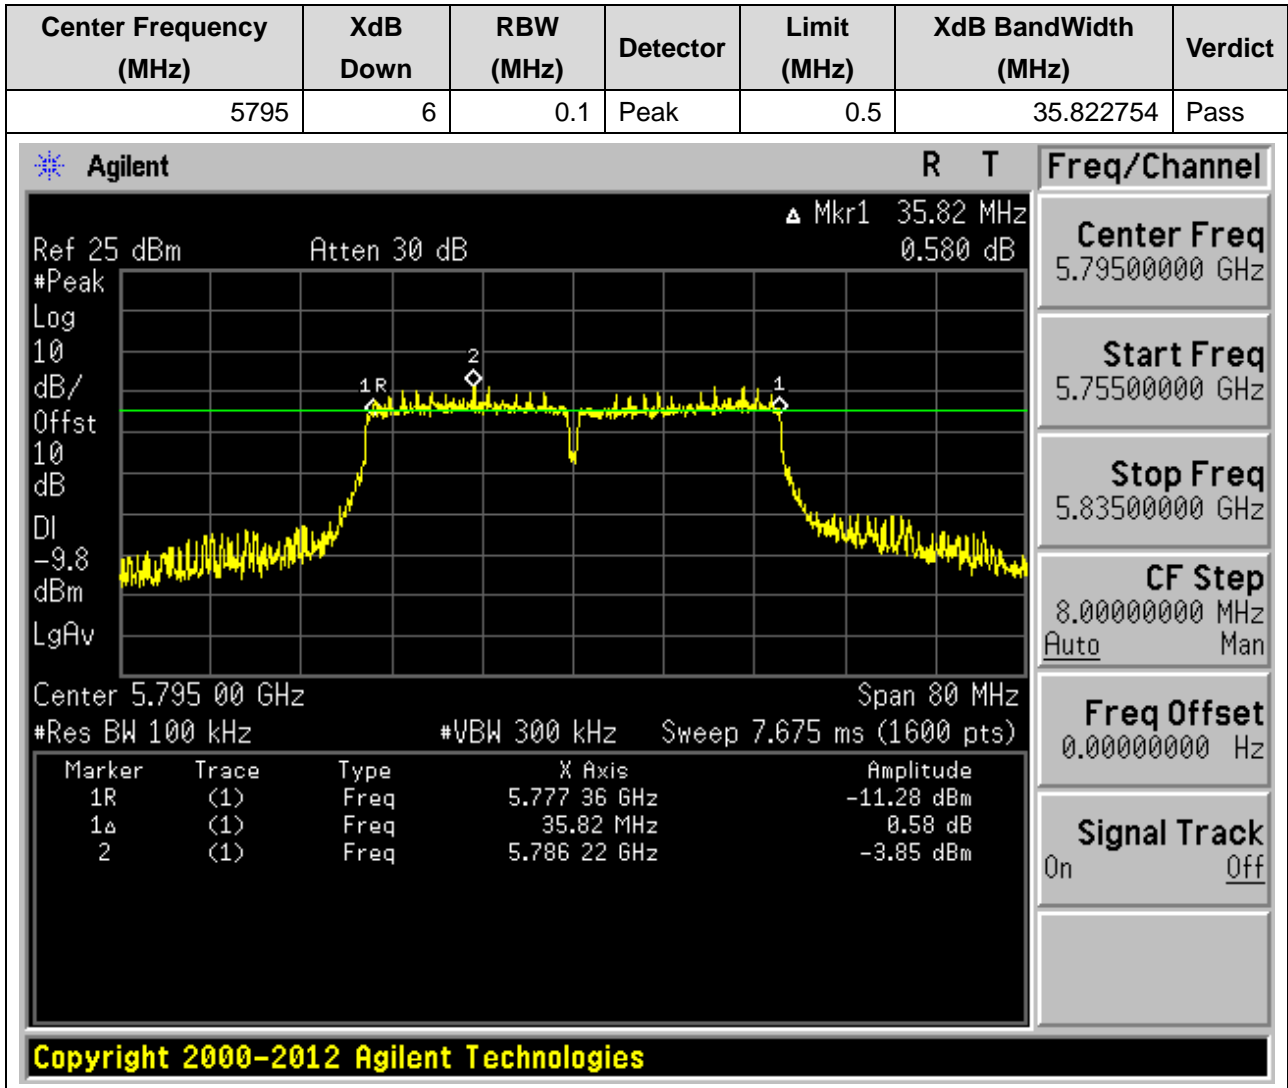 Center Frequency (MHz) XdB Down RBW (MHz) Detector Limit (MHz) XdB BandWidth (MHz) Verdict
5795 6 0.1 Peak 0.5 35.822754 Pass
Agilent R T Freq/Channel
Δ Mkr1 35.82 MHz
Ref 25 dBm Atten 30 dB 0.580 dB
#Peak
Log
10
dB/
Offst
10
dB
DI
-9.8
dBm
LgAv
1R
2
1
Center 5.795 00 GHz Span 80 MHz
#Res BW 100 kHz #VBW 300 kHz Sweep 7.675 ms (1600 pts)
Marker Trace Type X Axis Amplitude
1R (1) Freq 5.777 36 GHz -11.28 dBm
1Δ (1) Freq 35.82 MHz 0.58 dB
2 (1) Freq 5.786 22 GHz -3.85 dBm
Center Freq
5.79500000 GHz
Start Freq
5.75500000 GHz
Stop Freq
5.83500000 GHz
CF Step
8.00000000 MHz
Auto Man
Freq Offset
0.00000000 Hz
Signal Track
On Off
Copyright 2000-2012 Agilent Technologies